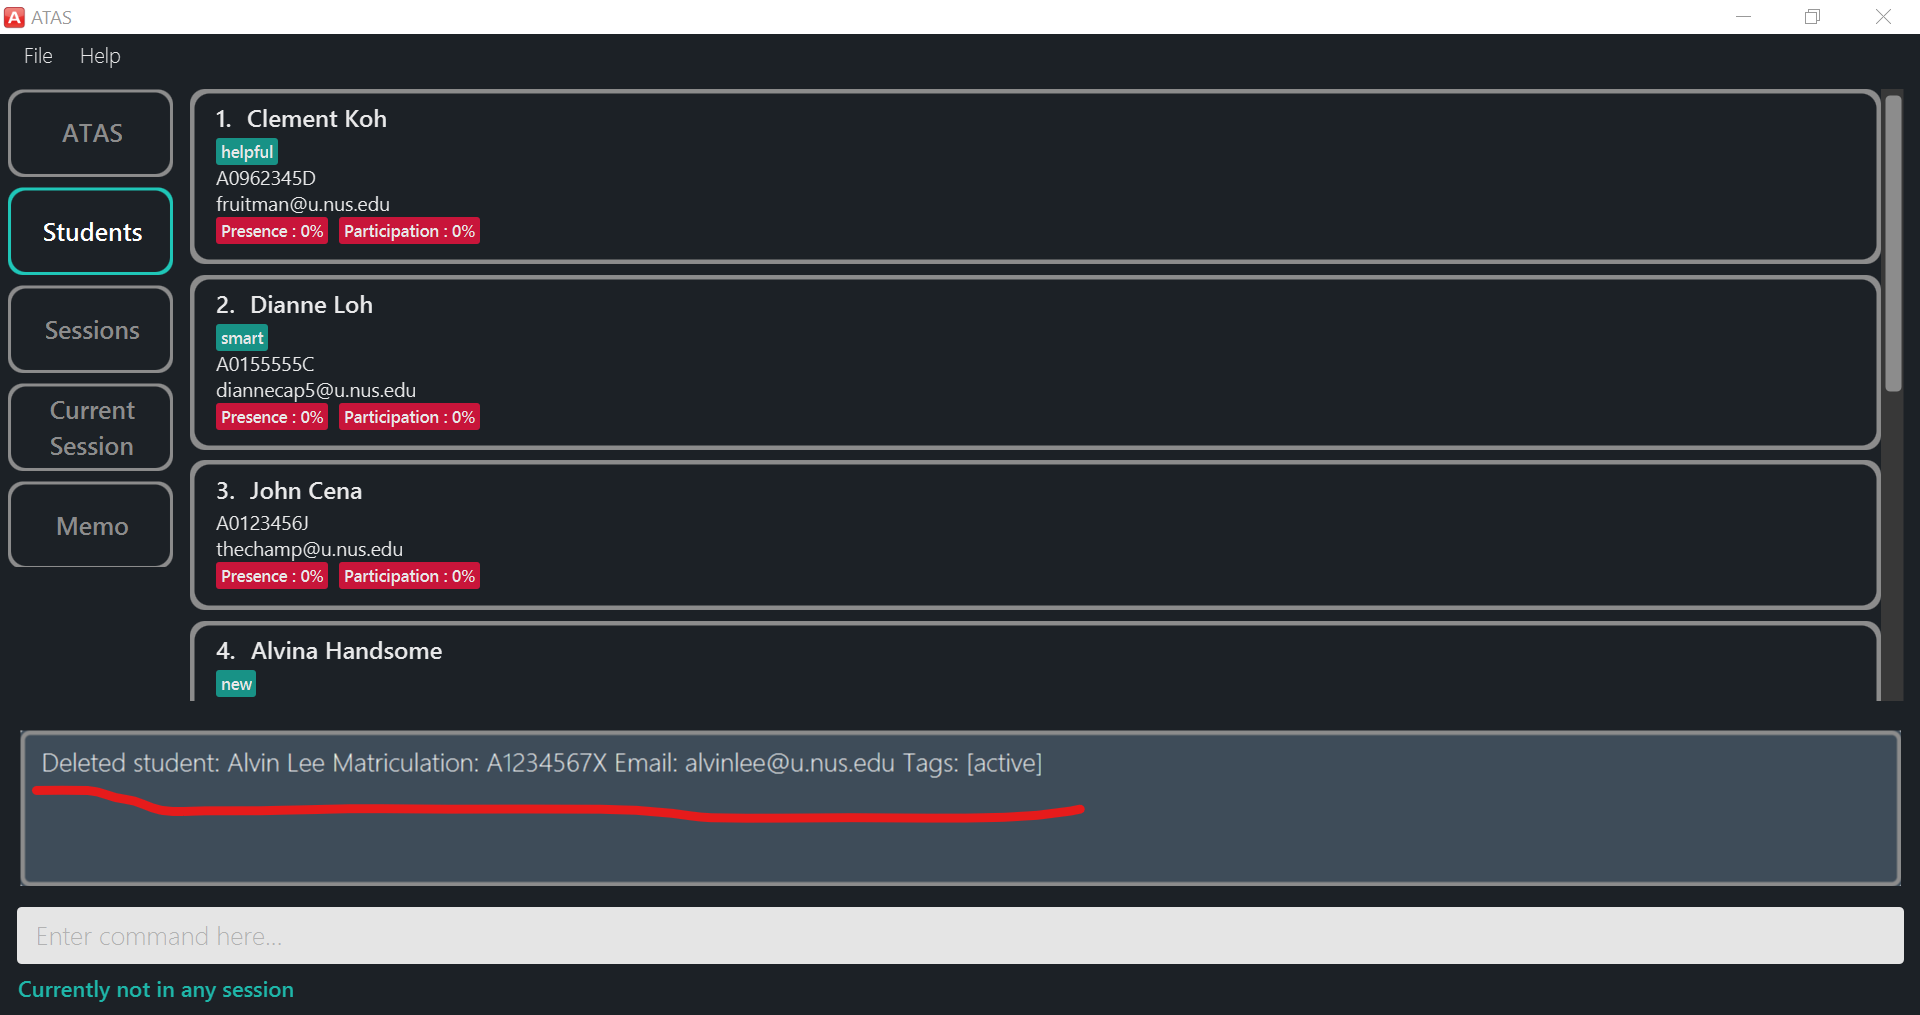 A ATAS
File Help
ATAS
Students
Sessions
Current
Session
Memo
1. Clement Koh
helpful
A0962345D
fruitman@u.nus.edu
Presence : 0% Participation : 0%
2. Dianne Loh
smart
A0155555C
diannecap5@u.nus.edu
Presence : 0% Participation : 0%
3. John Cena
A0123456J
thechamp@u.nus.edu
Presence : 0% Participation : 0%
4. Alvina Handsome
new
Deleted student: Alvin Lee Matriculation: A1234567X Email: alvinlee@u.nus.edu Tags: [active]
Enter command here...
Currently not in any session